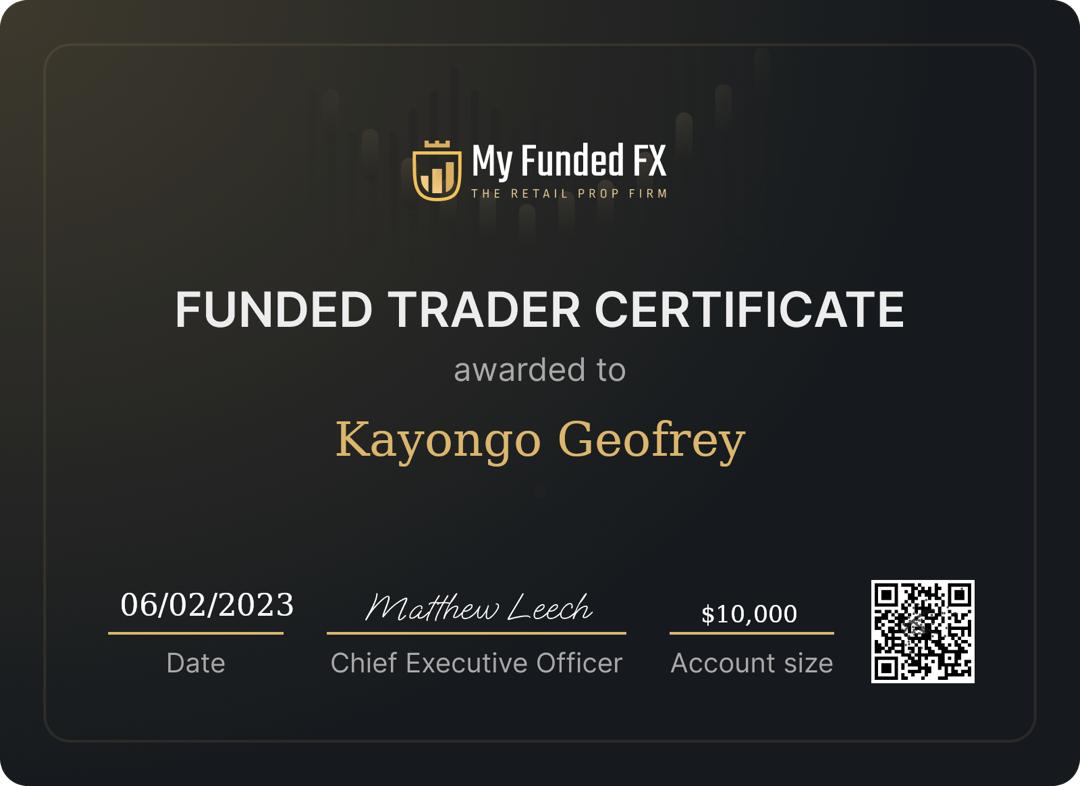 My Funded FX
THE RETAIL PROP FIRM
FUNDED TRADER CERTIFICATE
awarded to
Kayongo Geofrey
06/02/2023
Date
Matthew Leech
Chief Executive Officer
$10,000
Account size